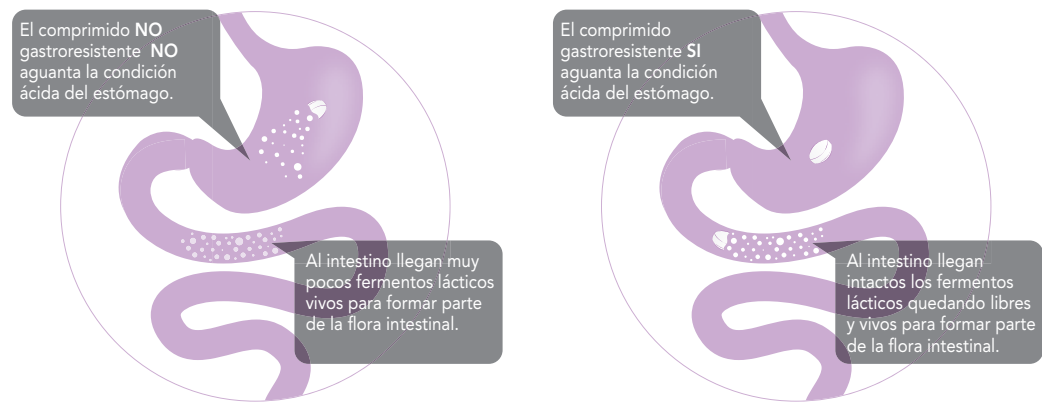 El comprimido NO
gastroresistente NO
aguanta la condición
ácida del estómago.
Al intestino llegan muy
pocos fermentos lácticos
vivos para formar parte
de la flora intestinal.
El comprimido
gastroresistente SI
aguanta la condición
ácida del estómago.
Al intestino llegan
intactos los fermentos
lácticos quedando libres
y vivos para formar parte
de la flora intestinal.